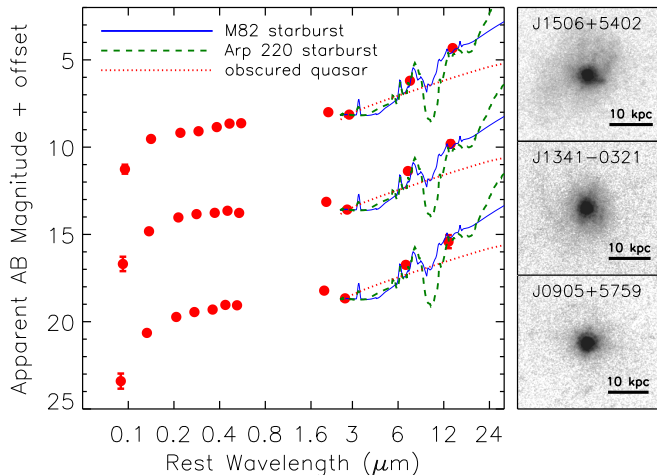 M82 starburst
Arp 220 starburst
obscured quasar
Apparent AB Magnitude + offset
5
10
15
20
25
0.1 0.2 0.4 0.8 1.6 3 6 12 24
Rest Wavelength (μm)
J1506+5402
10 kpc
J1341−0321
10 kpc
J0905+5759
10 kpc